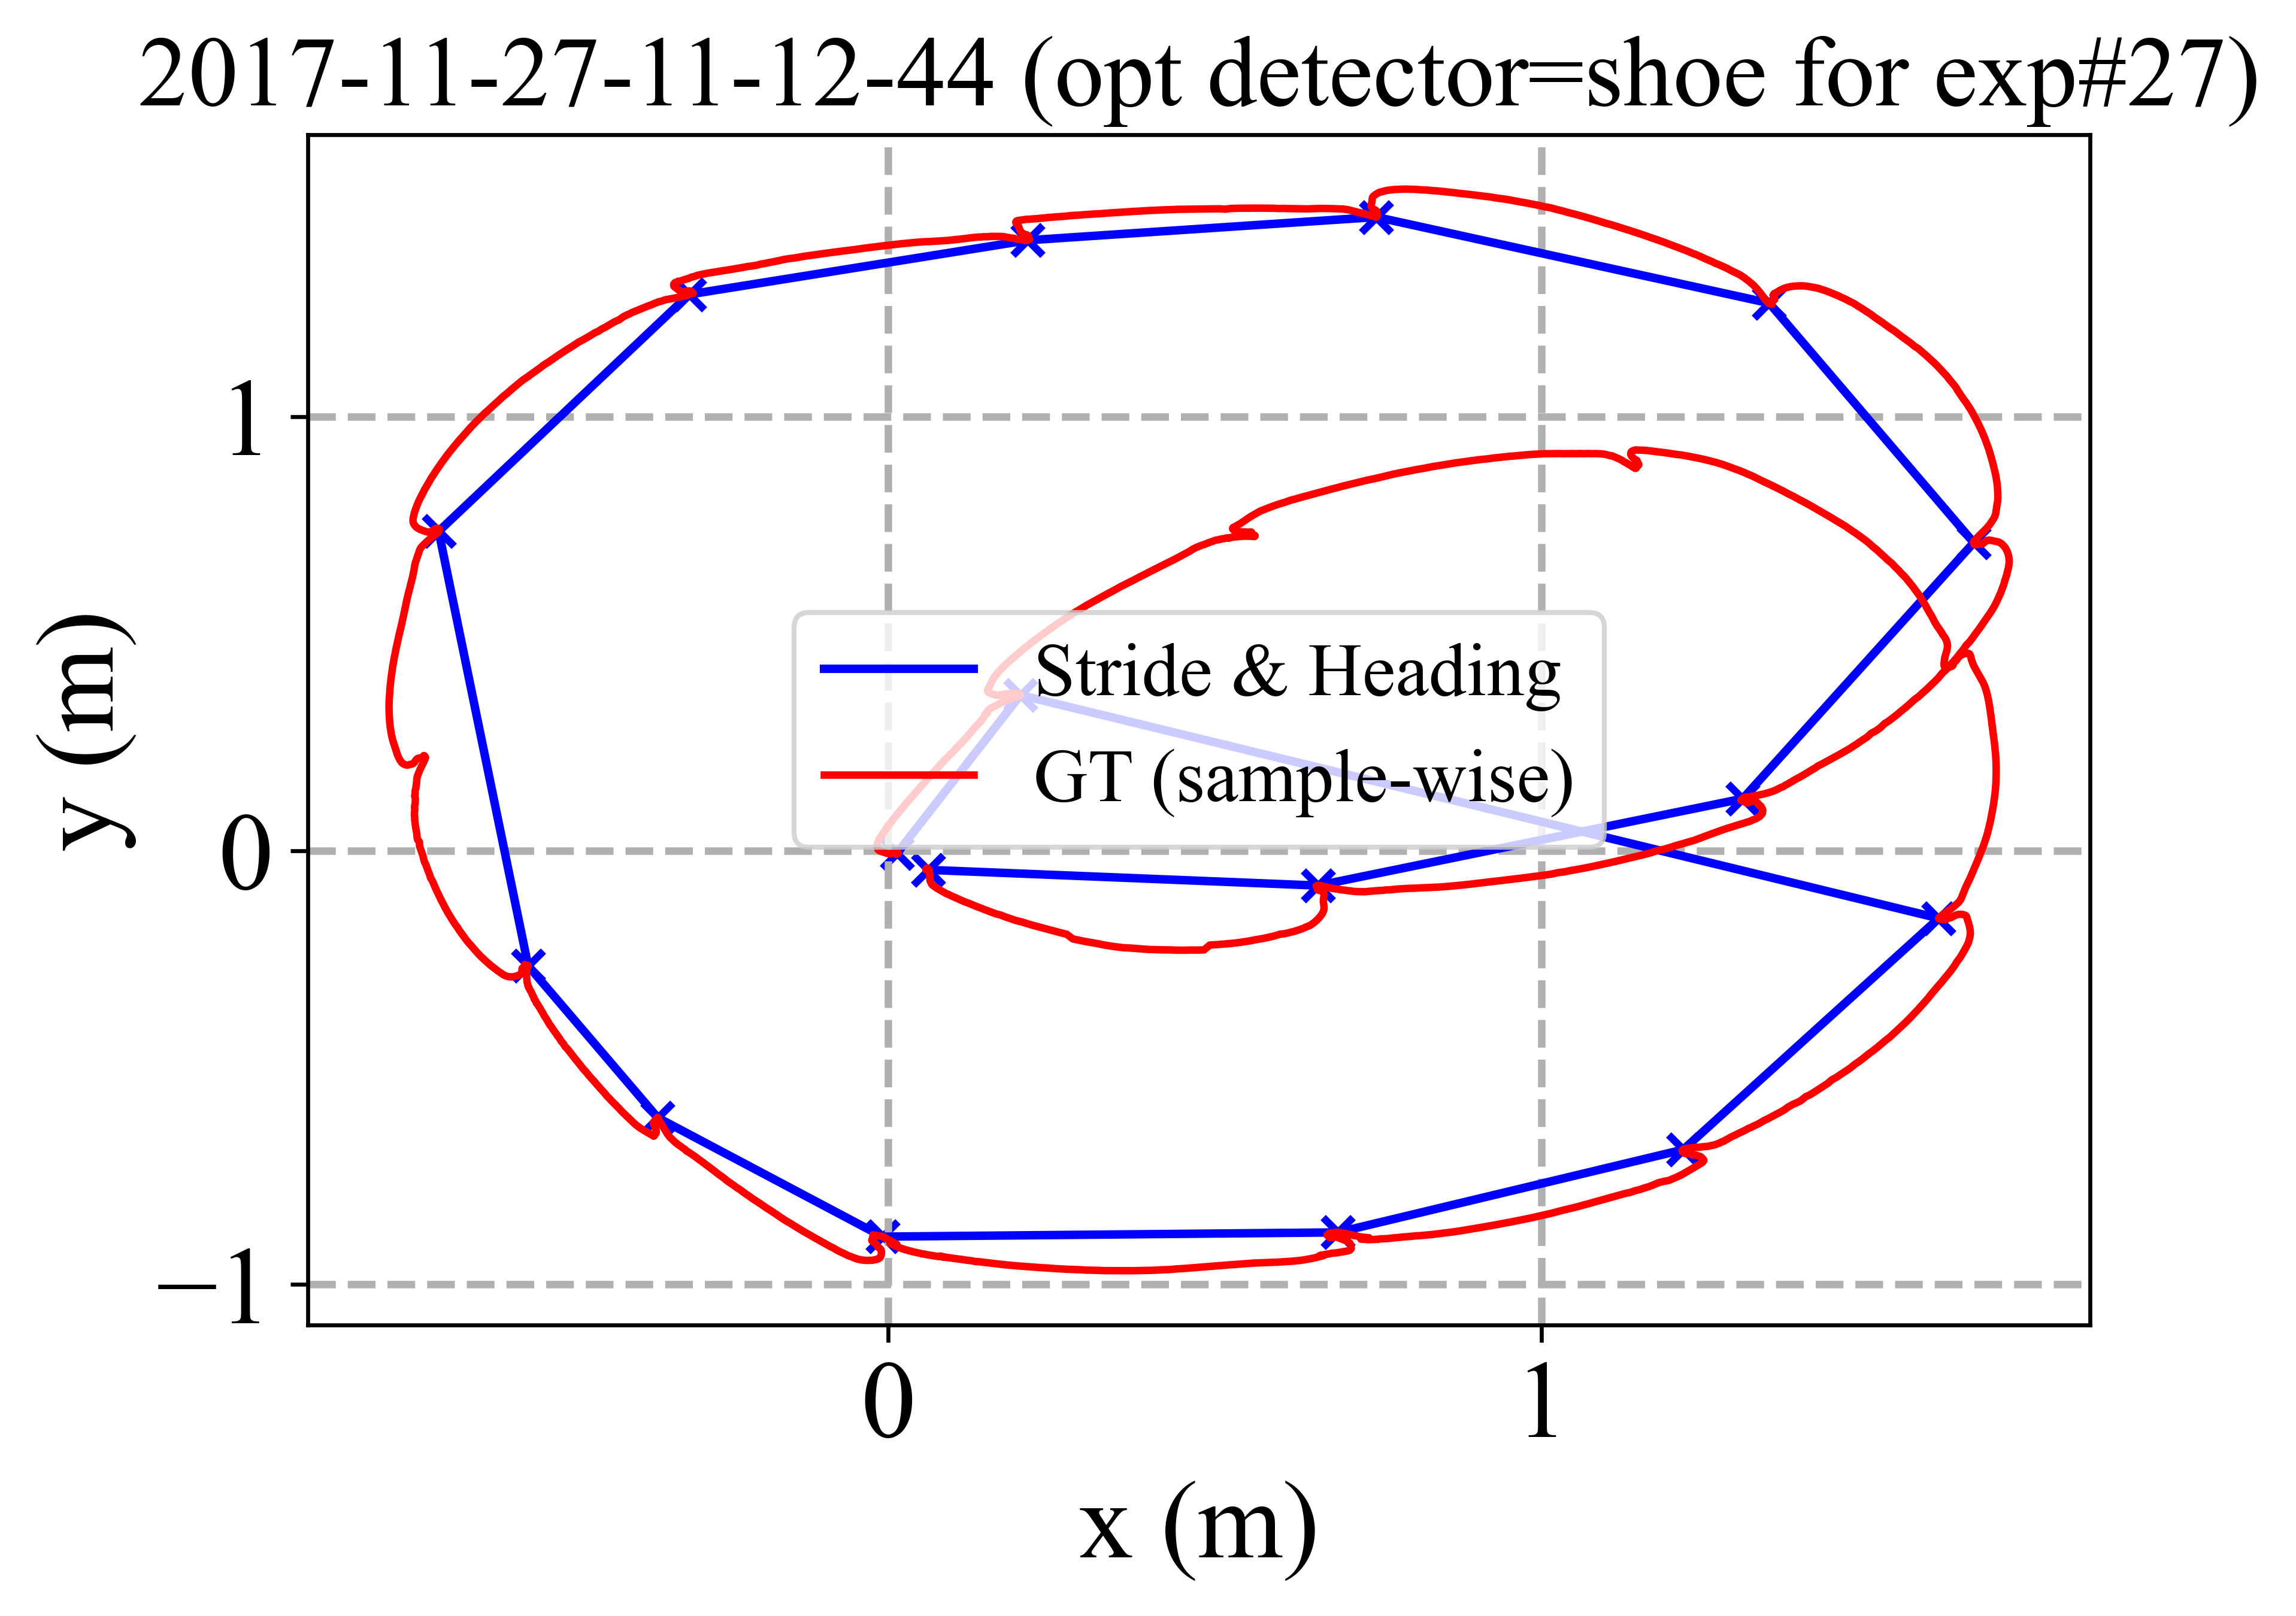 2017-11-27-11-12-44 (opt detector=shoe for exp#27)
y (m)
1
0
−1
Stride & Heading
GT (sample-wise)
0
1
x (m)